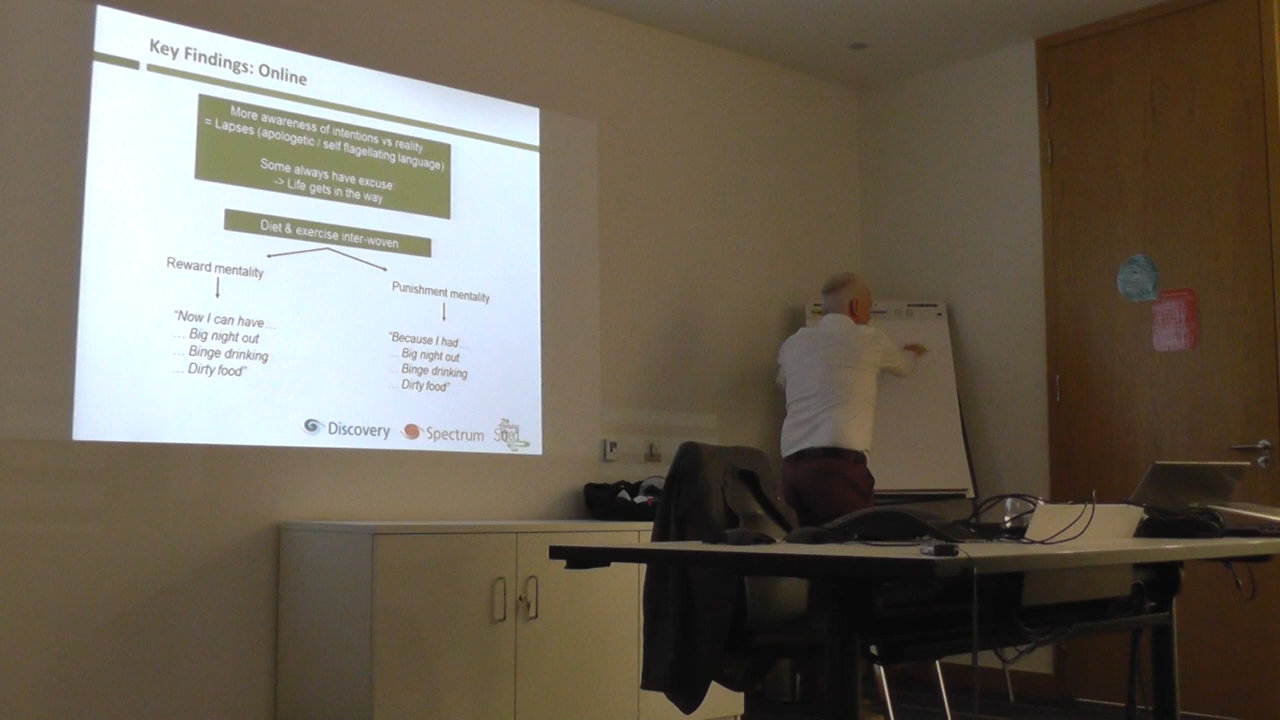 Key Findings: Online
More awareness of intentions vs reality
= Lapses (apologetic / self flagellating language)
Some always have excuse:
-> Life gets in the way
Diet & exercise inter-woven
Reward mentality
"Now I can have…
… Big night out
… Binge drinking
… Dirty food"
Punishment mentality
"Because I had…
… Big night out
… Binge drinking
… Dirty food"
Discovery
Spectrum